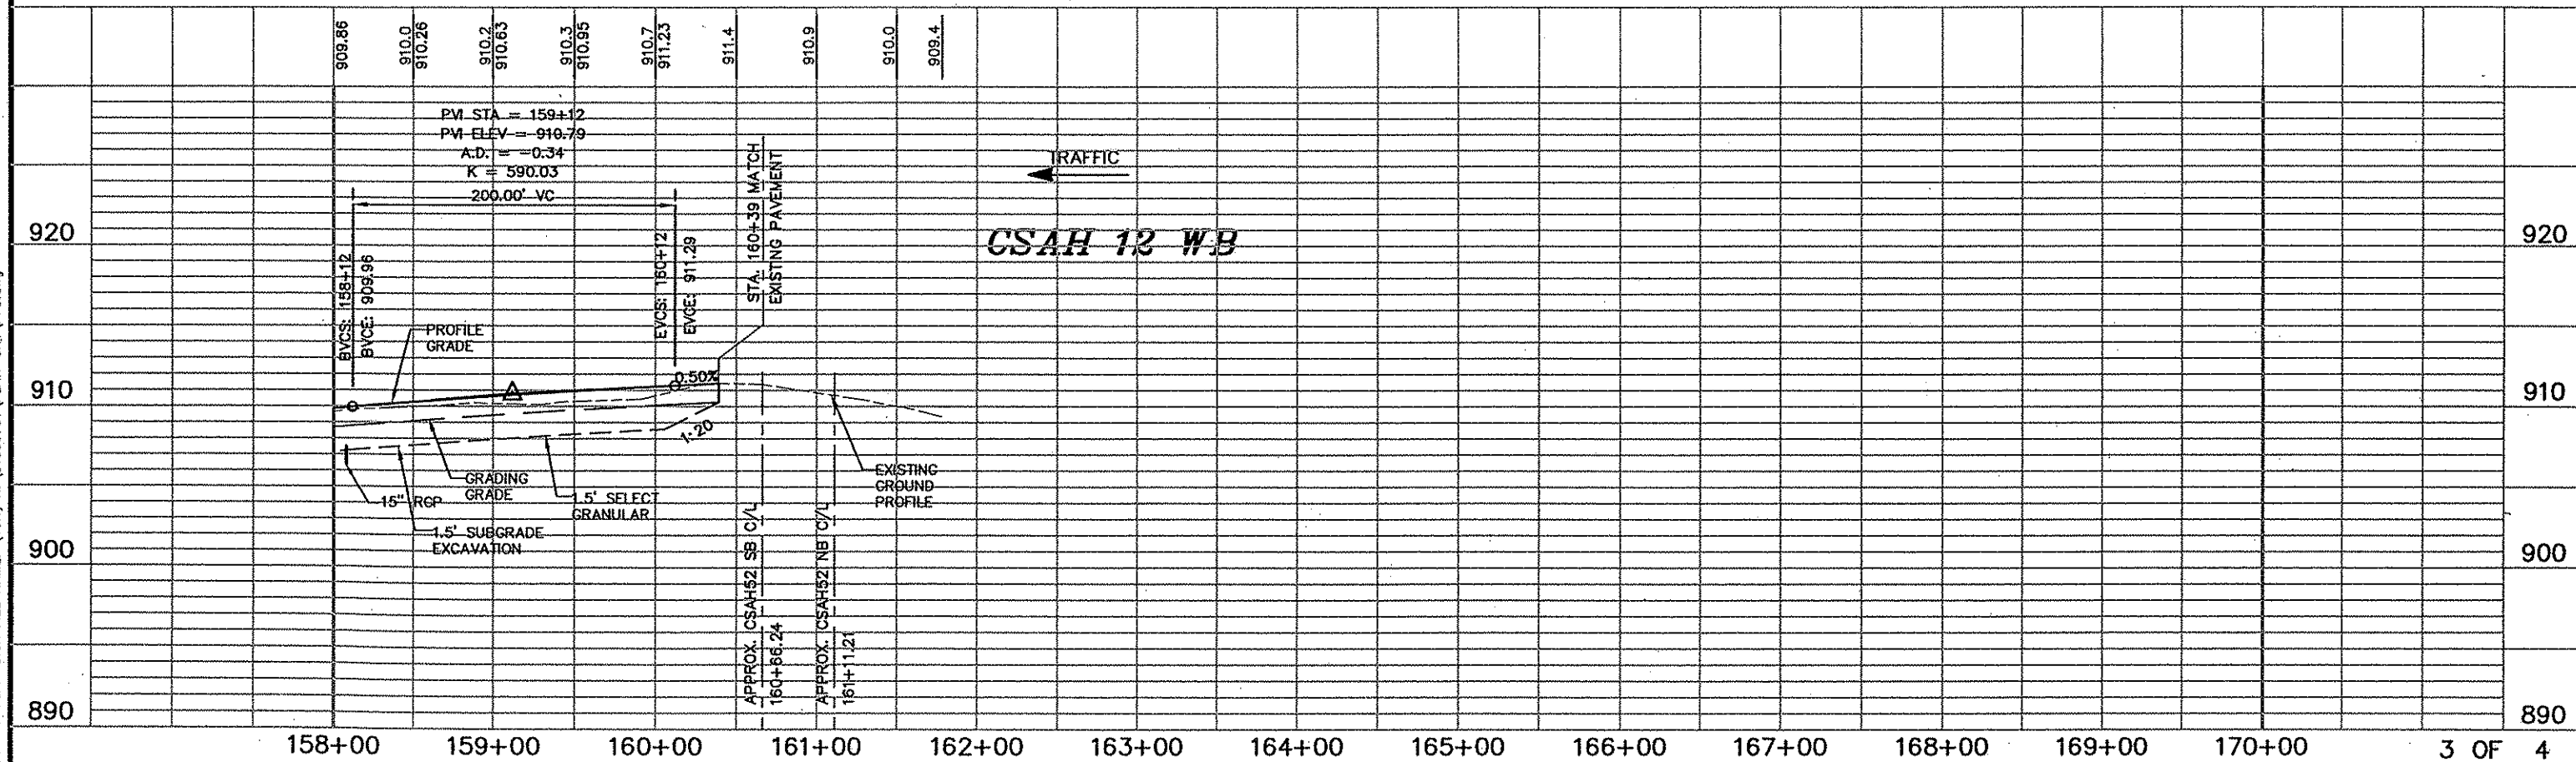 909.86
910.0
910.26
910.2
910.63
910.3
910.95
910.7
911.23
911.4
910.9
910.0
909.4
PVI STA = 159+12
PVI ELEV = 910.79
A.D. = -0.34
K = 590.03
200.00' VC
BVCS: 158+12
BVCE: 909.96
EVCS: 160+12
EVCE: 911.29
STA. 160+39 MATCH
EXISTNG PAVEMENT
TRAFFIC
CSAH 12 WB
PROFILE
GRADE
0.50%
1:20
GRADING
GRADE
15" RCP
1.5' SELECT
GRANULAR
1.5' SUBGRADE
EXCAVATION
EXISTING
GROUND
PROFILE
APPROX. CSAH52 SB C/L
160+66.24
APPROX. CSAH52 NB C/L
161+11.21
920
910
900
890
920
910
900
890
158+00
159+00
160+00
161+00
162+00
163+00
164+00
165+00
166+00
167+00
168+00
169+00
170+00
3 OF 4